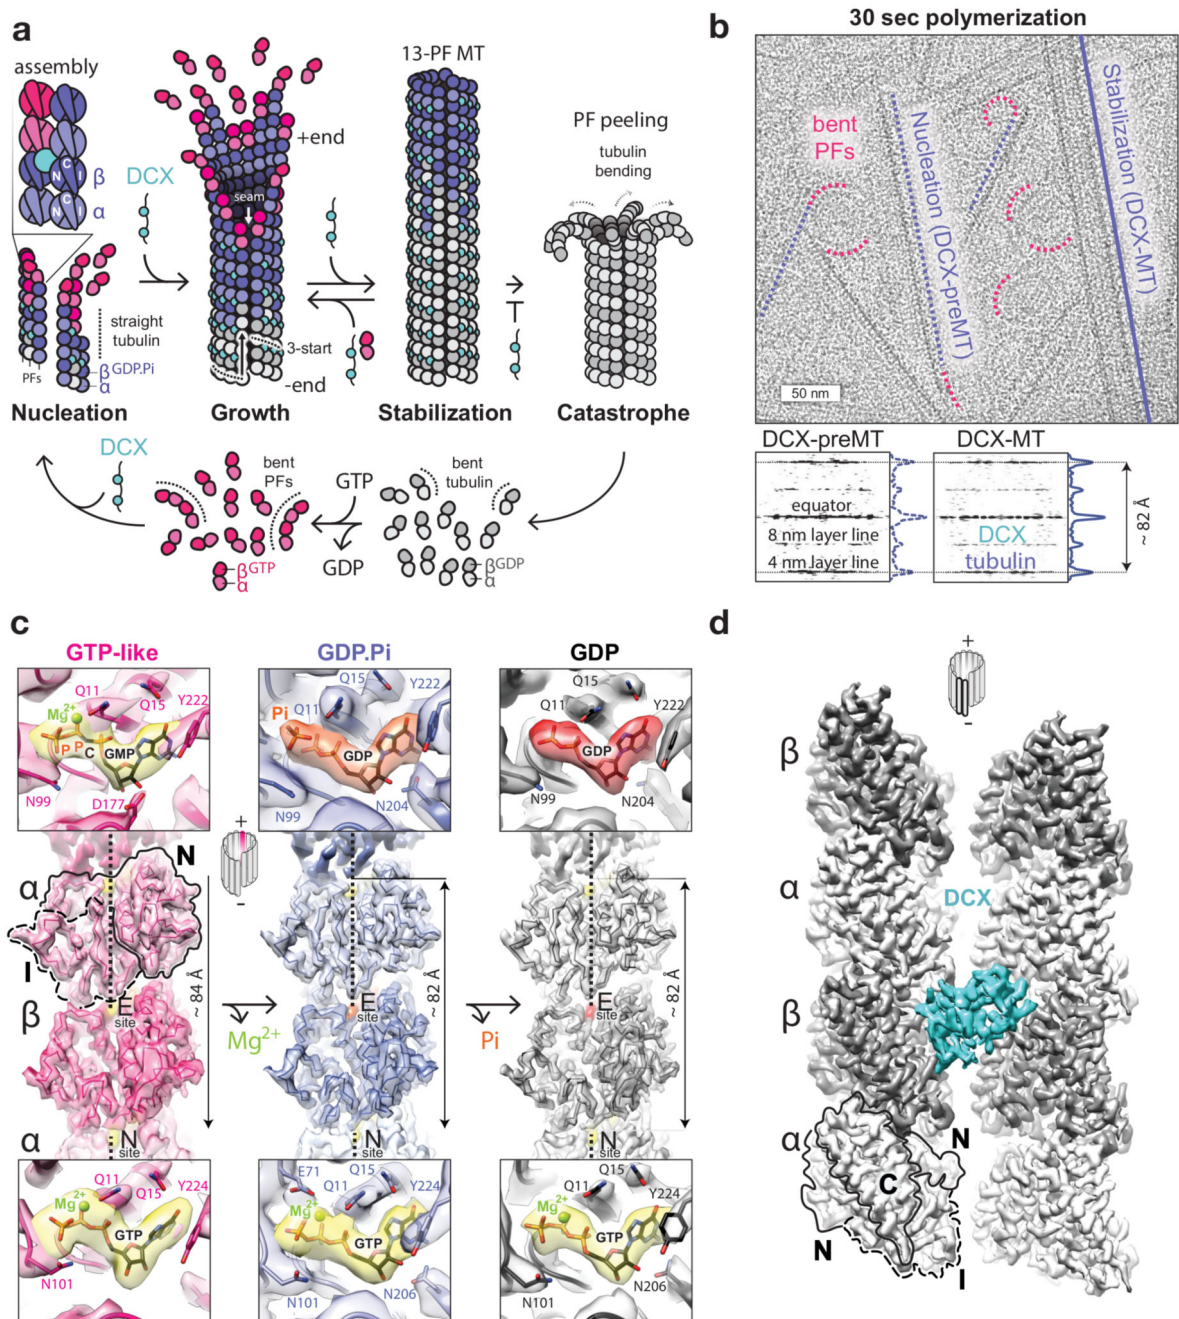 a
assembly
N C I
N C I
β
α
DCX
+end
seam
13-PF MT
PF peeling
tubulin
bending
straight
tubulin
PFs
βGDP.Pi
α
3-start
-end
Nucleation
Growth
Stabilization
Catastrophe
DCX
bent
PFs
GTP
GDP
bent
tubulin
βGTP
α
βGDP
α
b
30 sec polymerization
bent
PFs
Nucleation (DCX-preMT)
Stabilization (DCX-MT)
50 nm
DCX-preMT
DCX-MT
equator
8 nm layer line
4 nm layer line
DCX
tubulin
~ 82 Å
c
GTP-like
GDP.Pi
GDP
Q11
Q15
Y222
Mg2+
P P C GMP
N99
D177
Q15
Y222
Q11
Pi
GDP
N204
N99
Q15
Y222
Q11
GDP
N99
N204
+
-
α
N
I
β
E
site
~ 84 Å
α
N
site
Mg2+
E
site
~ 82 Å
N
site
Pi
E
site
~ 82 Å
N
site
Q11
Q15
Y224
Mg2+
GTP
N101
E71
Q15
Y224
Q11
Mg2+
GTP
N101
N206
Q15
Y224
Q11
Mg2+
GTP
N101
N206
d
+
-
β
α
DCX
β
α
N
C
N
I